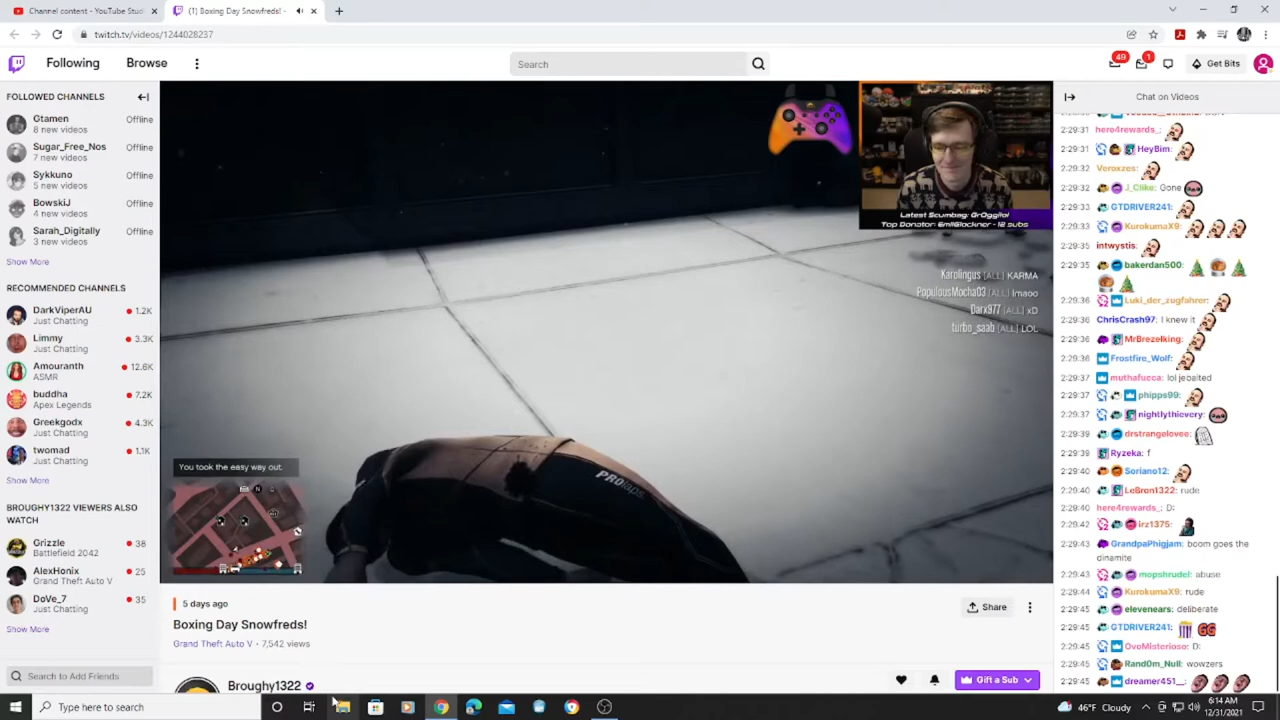 Channel content - YouTube Studi
(1) Boxing Day Snowfreds! -
twitch.tv/videos/1244028237
Following
Browse
Search
49
1
Get Bits
FOLLOWED CHANNELS
Gtamen
8 new videos
Offline
Sugar_Free_Nos
7 new videos
Offline
Sykkuno
5 new videos
Offline
BowskiJ
4 new videos
Offline
Sarah_Digitally
3 new videos
Offline
Show More
RECOMMENDED CHANNELS
DarkViperAU
Just Chatting
1.2K
Limmy
Just Chatting
3.3K
Amouranth
ASMR
12.6K
buddha
Apex Legends
7.2K
Greekgodx
Just Chatting
4.3K
twomad
Just Chatting
1.1K
Show More
BROUGHY1322 VIEWERS ALSO
WATCH
Grizzle
Battlefield 2042
38
AlexHonix
Grand Theft Auto V
25
DoVe_7
Just Chatting
35
Show More
Search to Add Friends
Latest Scumbag: GrOggilol
Top Donator: EmilGlockner - 12 subs
Karolingus [ALL] KARMA
PopulousMocha03 [ALL] lmaoo
Darx977 [ALL] xD
turbo_saab [ALL] LOL
PROlaps
You took the easy way out.
N
5 days ago
Boxing Day Snowfreds!
Grand Theft Auto V • 7,542 views
Share
Broughy1322
Gift a Sub
Chat on Videos
2:29:31 here4rewards_:
2:29:31 HeyBim:
2:29:32 Veroxzes:
2:29:32 J_Clike: Gone
2:29:33 GTDRIVER241:
2:29:33 KurokumaX9:
2:29:35 intwystis:
2:29:35 bakerdan500:
2:29:36 Luki_der_zugfahrer:
2:29:36 ChrisCrash97: I knew it
2:29:36 MrBrezelking:
2:29:36 Frostfire_Wolf:
2:29:37 muthafucca: lol jebaited
2:29:37 phipps99:
2:29:37 nightlythievery:
2:29:39 drstrangelovee:
2:29:39 Ryzeka: f
2:29:40 Soriano12:
2:29:40 LeBron1322: rude
2:29:40 here4rewards_: D:
2:29:42 irz1375:
2:29:43 GrandpaPhigjam: boom goes the
dinamite
2:29:43 mopshrudel: abuse
2:29:44 KurokumaX9: rude
2:29:45 elevenears: deliberate
2:29:45 GTDRIVER241: GG
2:29:45 OvoMisterioso: D:
2:29:45 Rand0m_Null: wowzers
2:29:45 dreamer451__:
Type here to search
46°F Cloudy
6:14 AM
12/31/2021